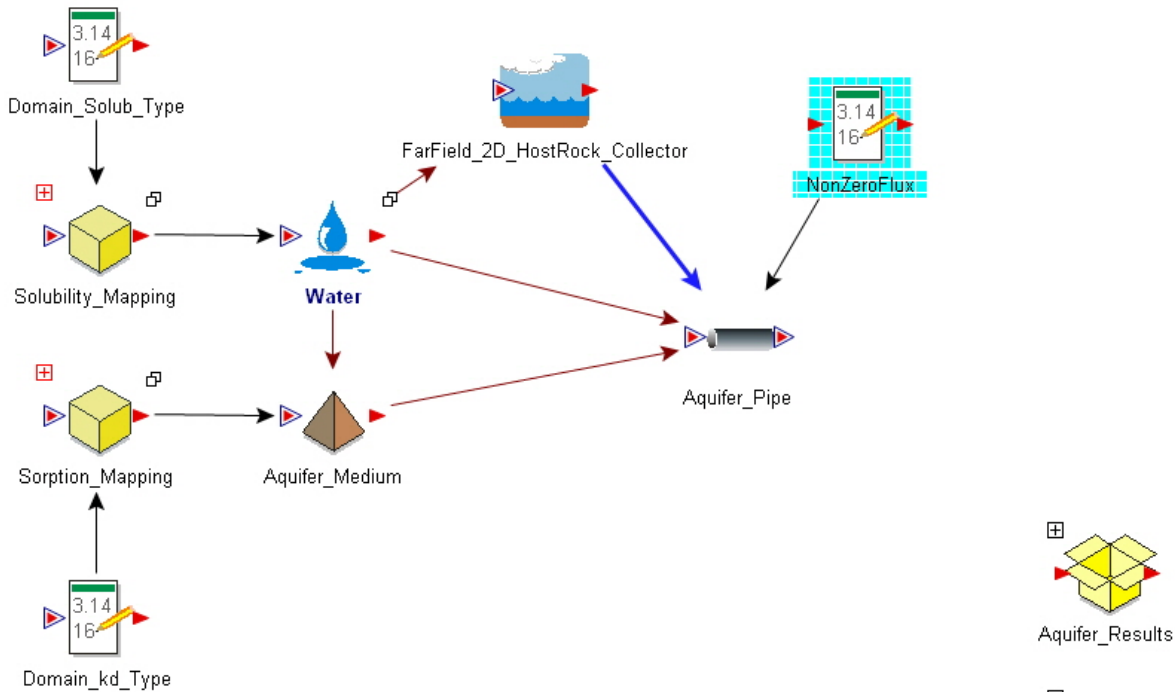 3.14
16
Domain_Solub_Type
FarField_2D_HostRock_Collector
3.14
16
NonZeroFlux
Solubility_Mapping
Water
Aquifer_Pipe
Sorption_Mapping
Aquifer_Medium
3.14
16
Domain_kd_Type
Aquifer_Results